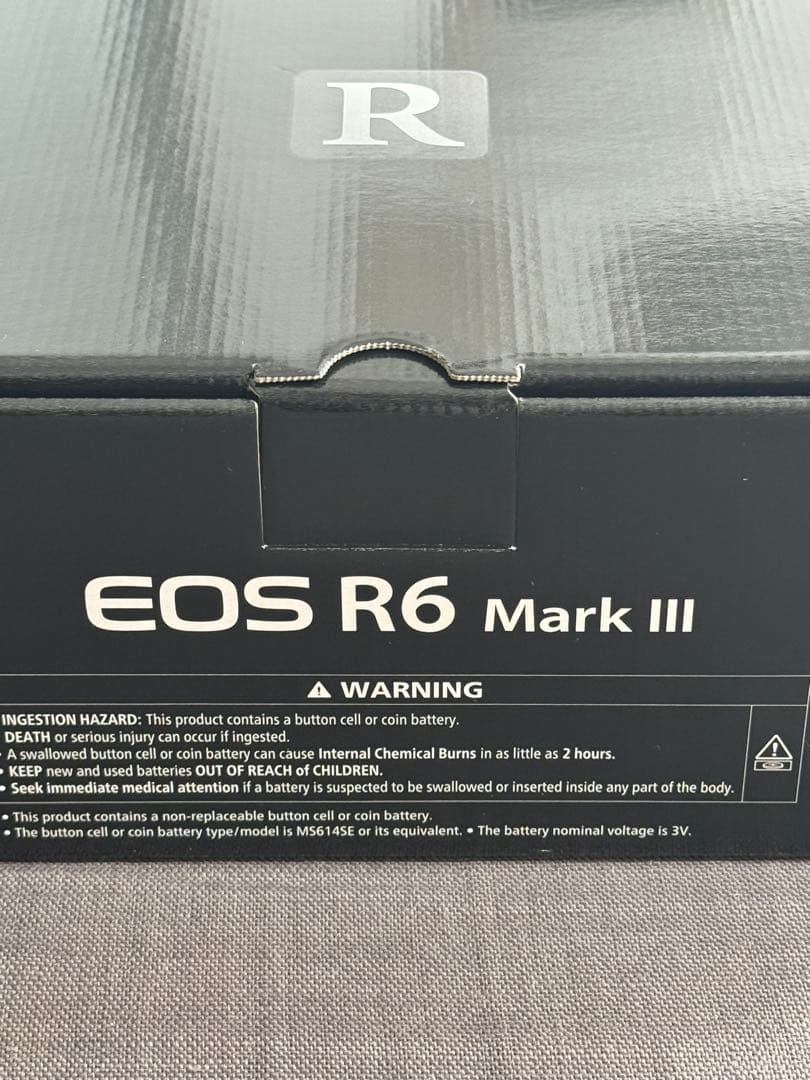 R
EOS R6 Mark III
⚠ WARNING
INGESTION HAZARD: This product contains a button cell or coin battery.
DEATH or serious injury can occur if ingested.
• A swallowed button cell or coin battery can cause Internal Chemical Burns in as little as 2 hours.
• KEEP new and used batteries OUT OF REACH of CHILDREN.
• Seek immediate medical attention if a battery is suspected to be swallowed or inserted inside any part of the body.
• This product contains a non-replaceable button cell or coin battery.
• The button cell or coin battery type/model is MS614SE or its equivalent. • The battery nominal voltage is 3V.